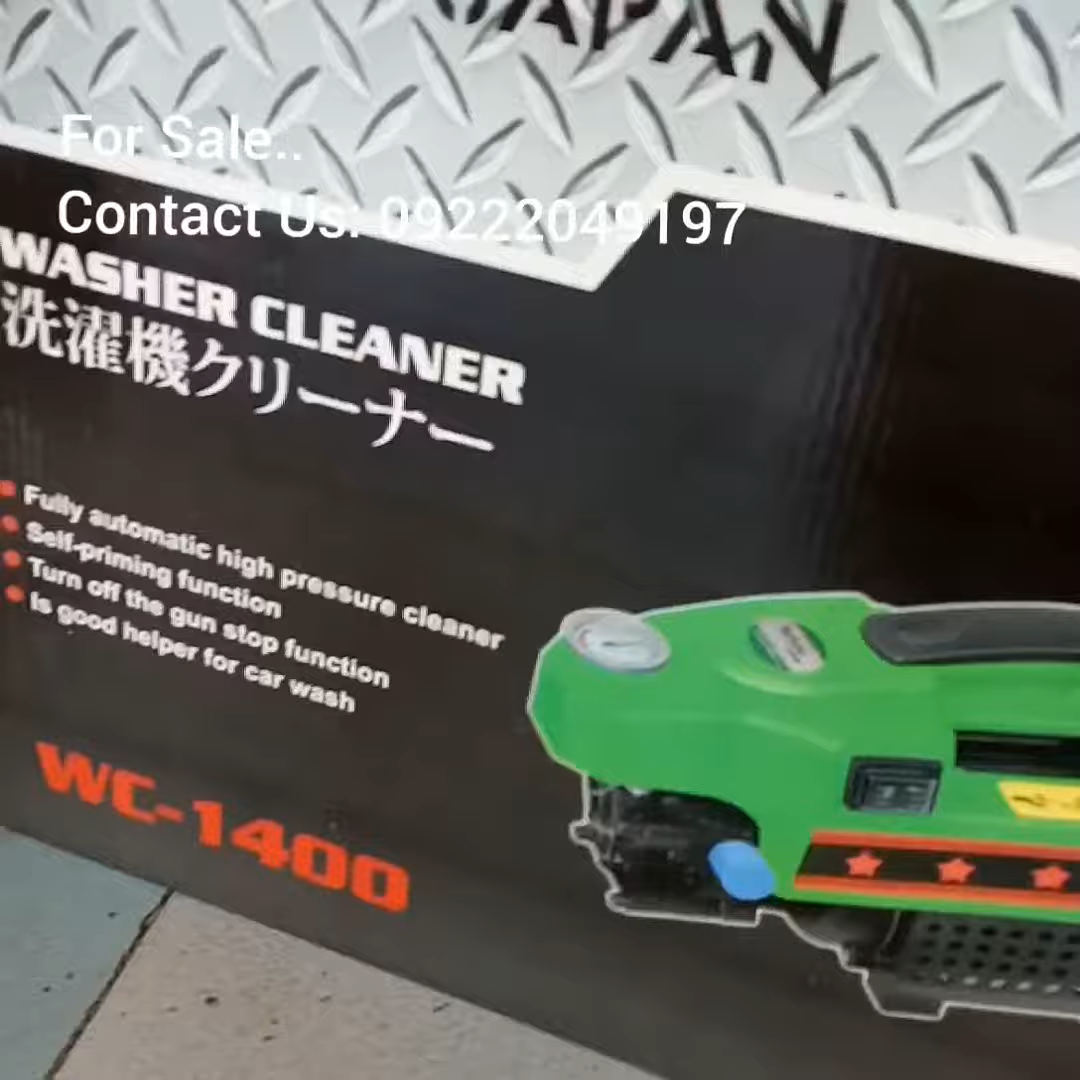 JAPAN
For Sale..
Contact Us: 09222049197
WASHER CLEANER
洗濯機クリーナー
Fully automatic high pressure cleaner
Self-priming function
Turn off the gun stop function
Is good helper for car wash
WC-1400